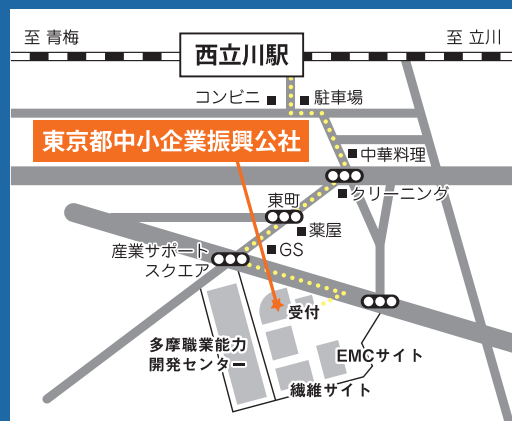 至 青梅
西立川駅
至 立川
コンビニ
駐車場
東京都中小企業振興公社
中華料理
クリーニング
東町
薬屋
GS
産業サポート
スクエア
受付
多摩職業能力
開発センター
EMCサイト
繊維サイト